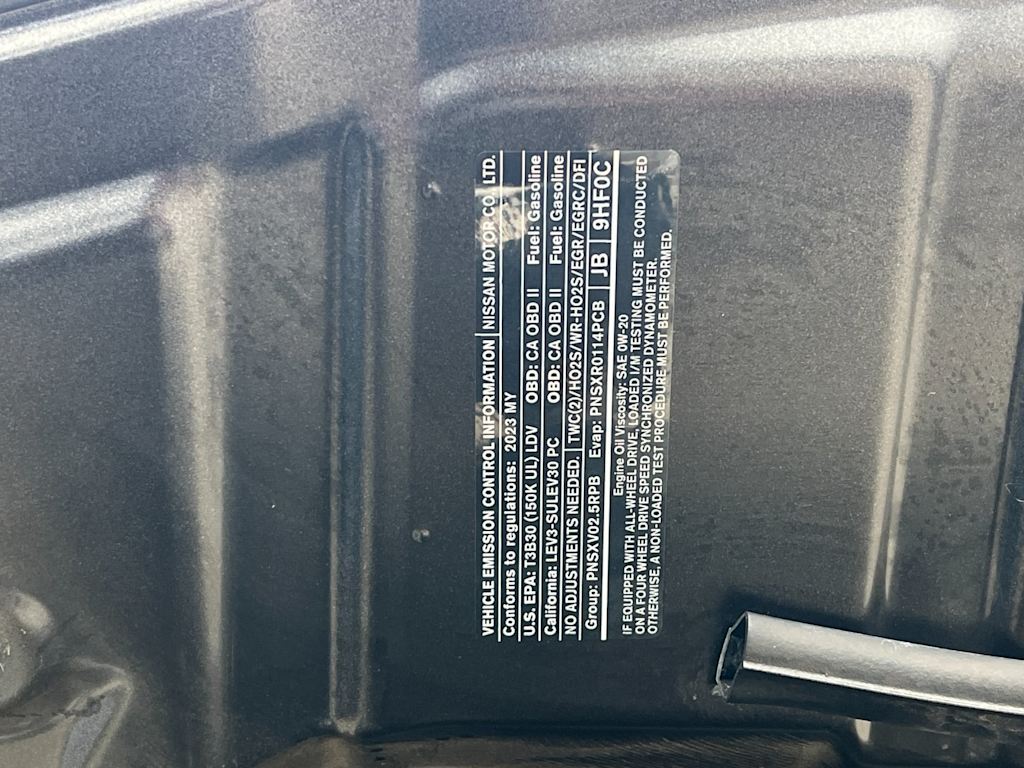 VEHICLE EMISSION CONTROL INFORMATION NISSAN MOTOR CO., LTD.
Conforms to regulations: 2023 MY
U.S. EPA: T3B30 (150K UL) LDV OBD: CA OBD II Fuel: Gasoline
California: LEV3-SULEV30 PC OBD: CA OBD II Fuel: Gasoline
NO ADJUSTMENTS NEEDED. TWC(2)/HO2S/WR-HO2S/EGR/EGRC/DFI
Group: PNSXV02.5RPB Evap: PNSXR0114PCB JB 9HF0C
Engine Oil Viscosity: SAE 0W-20
IF EQUIPPED WITH ALL-WHEEL DRIVE, LOADED I/M TESTING MUST BE CONDUCTED
ON A FOUR WHEEL DRIVE SPEED SYNCHRONIZED DYNAMOMETER.
OTHERWISE, A NON-LOADED TEST PROCEDURE MUST BE PERFORMED.